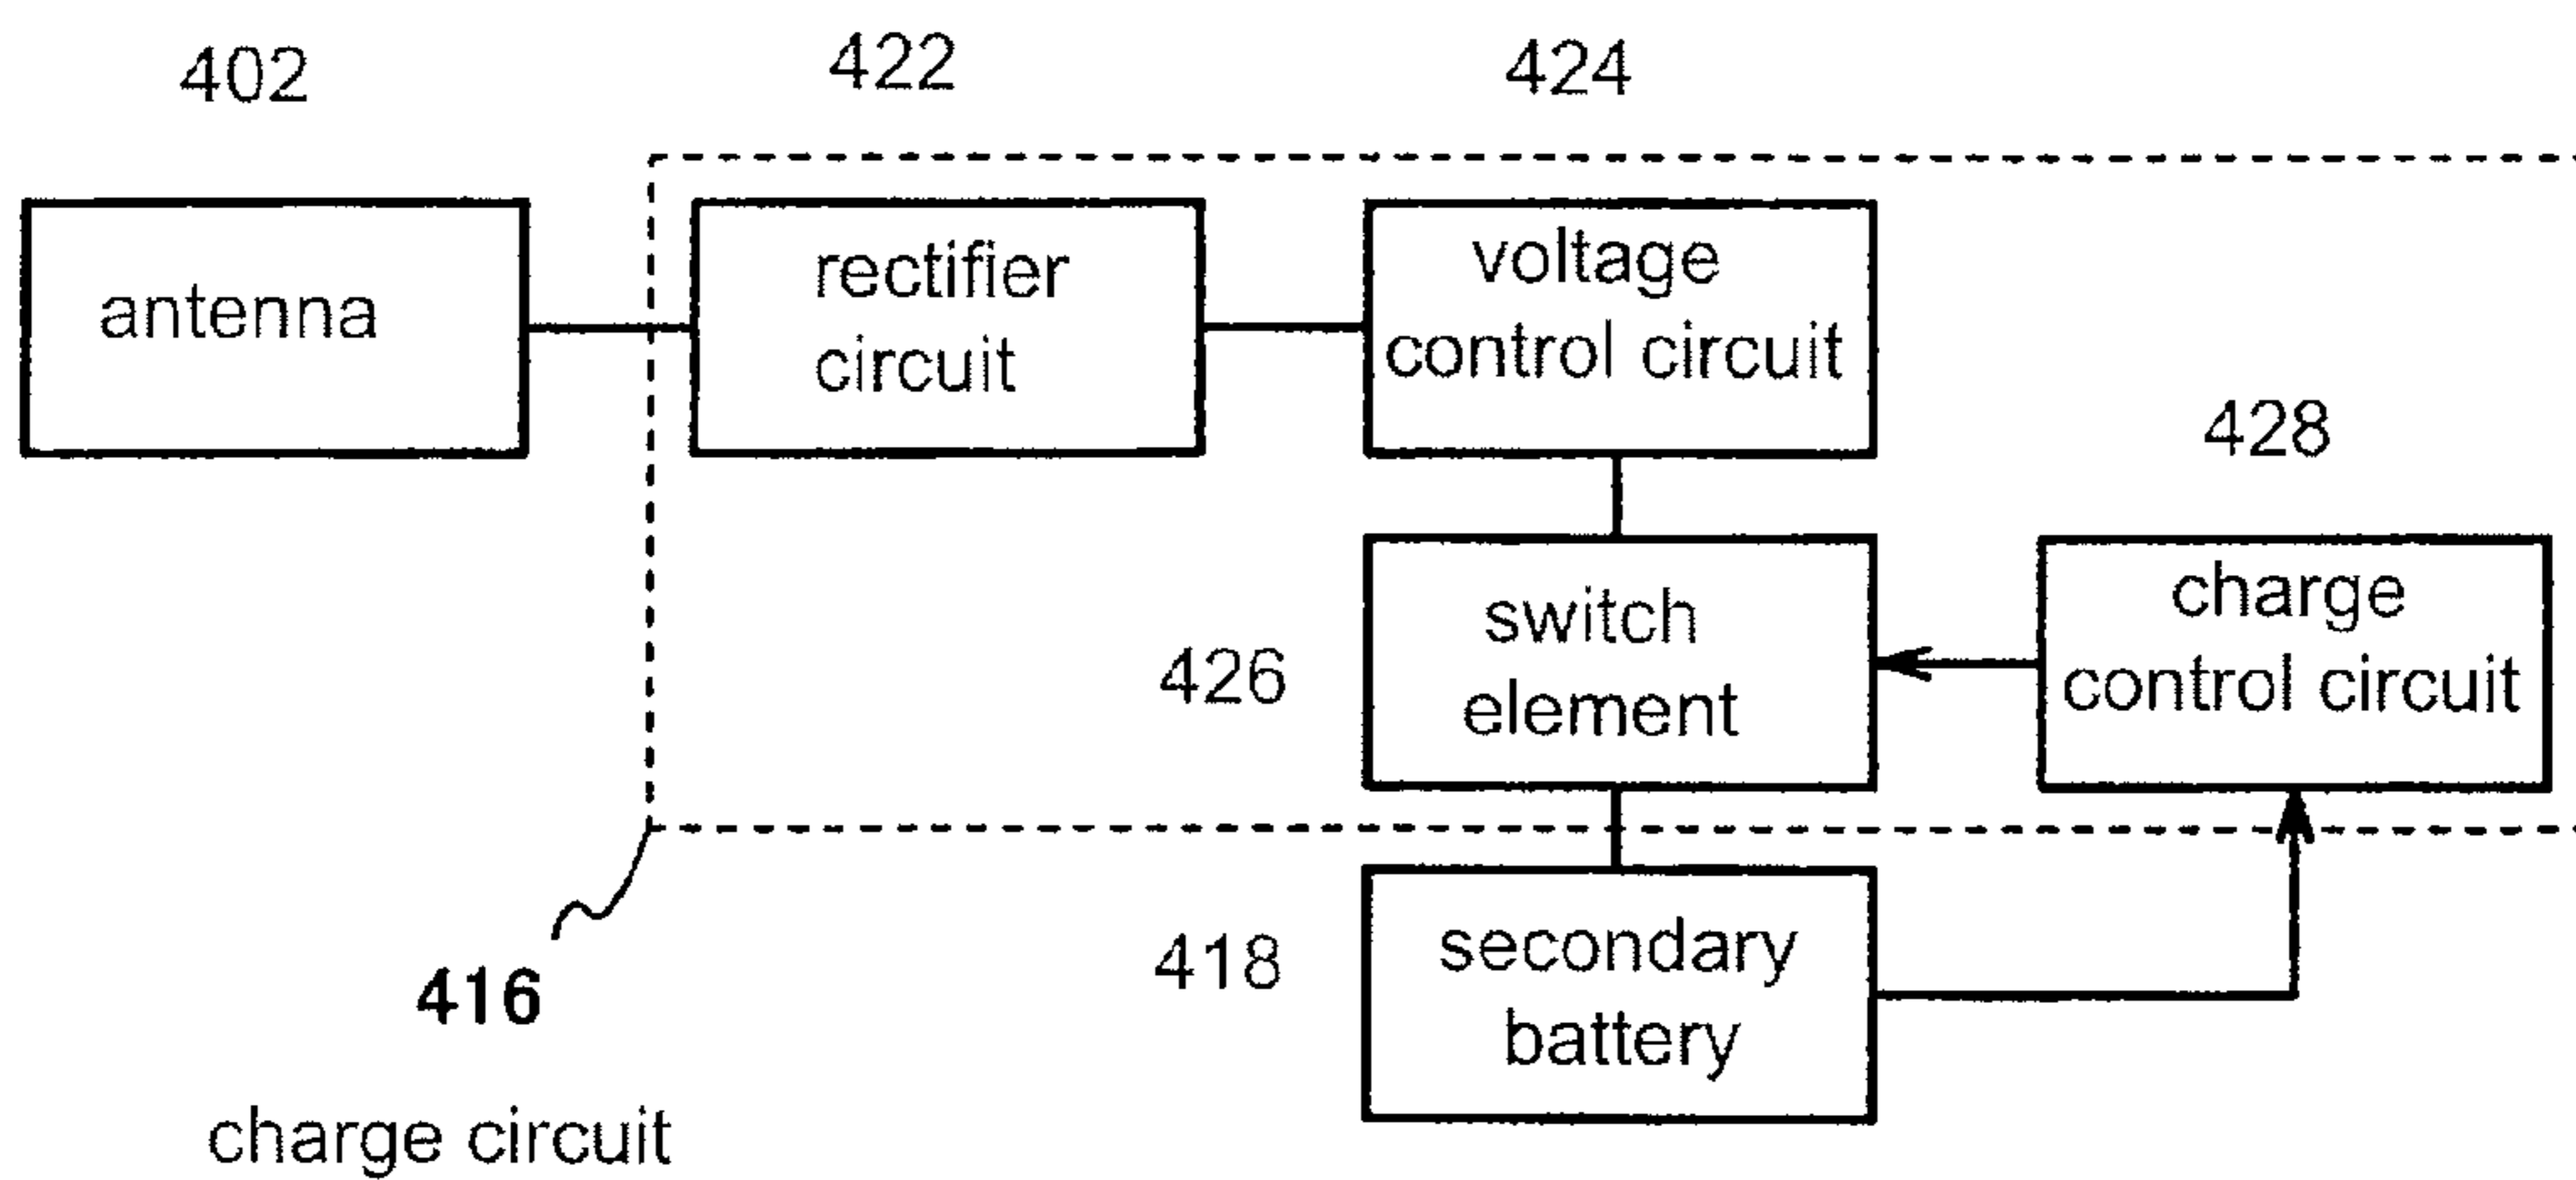 402
422
424
antenna
rectifier
circuit
voltage
control circuit
428
426
switch
element
charge
control circuit
418
secondary
battery
416
charge circuit